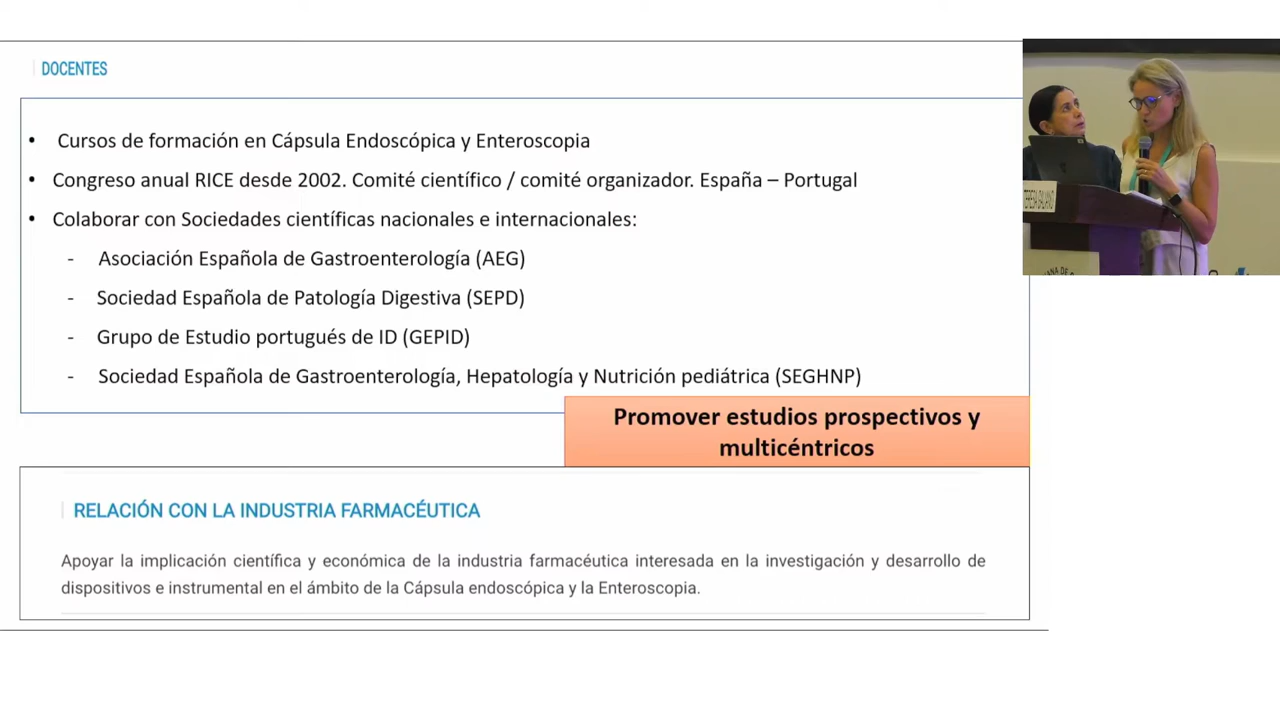 DOCENTES
• Cursos de formación en Cápsula Endoscópica y Enteroscopia
• Congreso anual RICE desde 2002. Comité científico / comité organizador. España – Portugal
• Colaborar con Sociedades científicas nacionales e internacionales:
- Asociación Española de Gastroenterología (AEG)
- Sociedad Española de Patología Digestiva (SEPD)
- Grupo de Estudio portugués de ID (GEPID)
- Sociedad Española de Gastroenterología, Hepatología y Nutrición pediátrica (SEGHNP)
Promover estudios prospectivos y
multicéntricos
RELACIÓN CON LA INDUSTRIA FARMACÉUTICA
Apoyar la implicación científica y económica de la industria farmacéutica interesada en la investigación y desarrollo de
dispositivos e instrumental en el ámbito de la Cápsula endoscópica y la Enteroscopia.